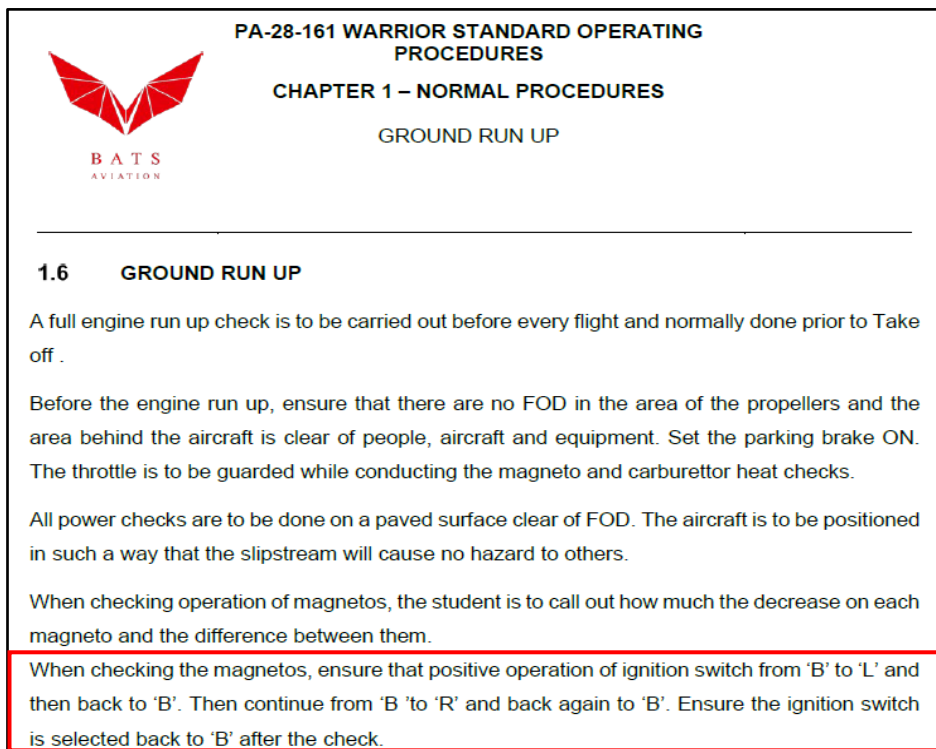 PA-28-161 WARRIOR STANDARD OPERATING
PROCEDURES
CHAPTER 1 – NORMAL PROCEDURES
GROUND RUN UP
BATS
AVIATION
1.6 GROUND RUN UP
A full engine run up check is to be carried out before every flight and normally done prior to Take
off .
Before the engine run up, ensure that there are no FOD in the area of the propellers and the
area behind the aircraft is clear of people, aircraft and equipment. Set the parking brake ON.
The throttle is to be guarded while conducting the magneto and carburettor heat checks.
All power checks are to be done on a paved surface clear of FOD. The aircraft is to be positioned
in such a way that the slipstream will cause no hazard to others.
When checking operation of magnetos, the student is to call out how much the decrease on each
magneto and the difference between them.
When checking the magnetos, ensure that positive operation of ignition switch from ‘B’ to ‘L’ and
then back to ‘B’. Then continue from ‘B ’to ‘R’ and back again to ‘B’. Ensure the ignition switch
is selected back to ‘B’ after the check.